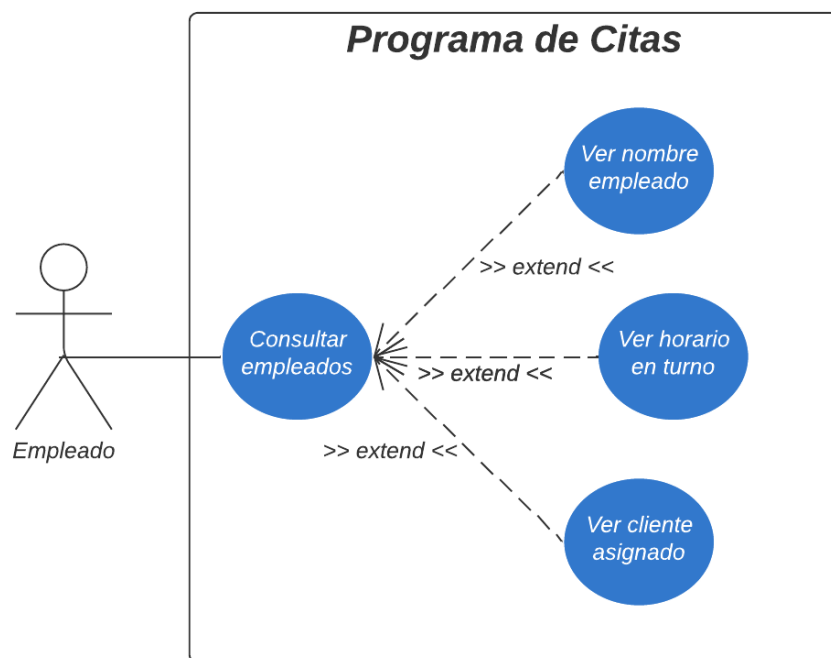 Programa de Citas
Ver nombre
empleado
>> extend <<
Consultar
empleados
Ver horario
en turno
>> extend <<
Empleado
>> extend <<
Ver cliente
asignado